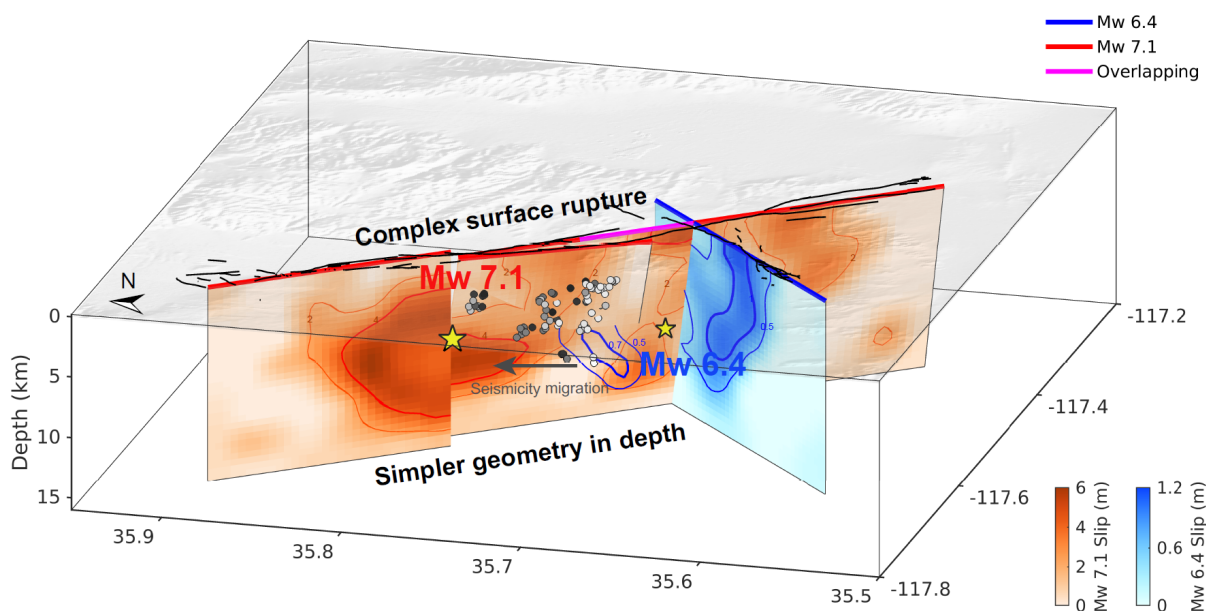 Mw 6.4
Mw 7.1
Overlapping
Complex surface rupture
N
Mw 7.1
2
4
2
4
2
2
2
0.7
0.5
0.5
Mw 6.4
Seismicity migration
Simpler geometry in depth
Depth (km)
0
5
10
15
35.9
35.8
35.7
35.6
35.5
-117.2
-117.4
-117.6
-117.8
6
4
2
0
Mw 7.1 Slip (m)
1.2
0.6
0
Mw 6.4 Slip (m)